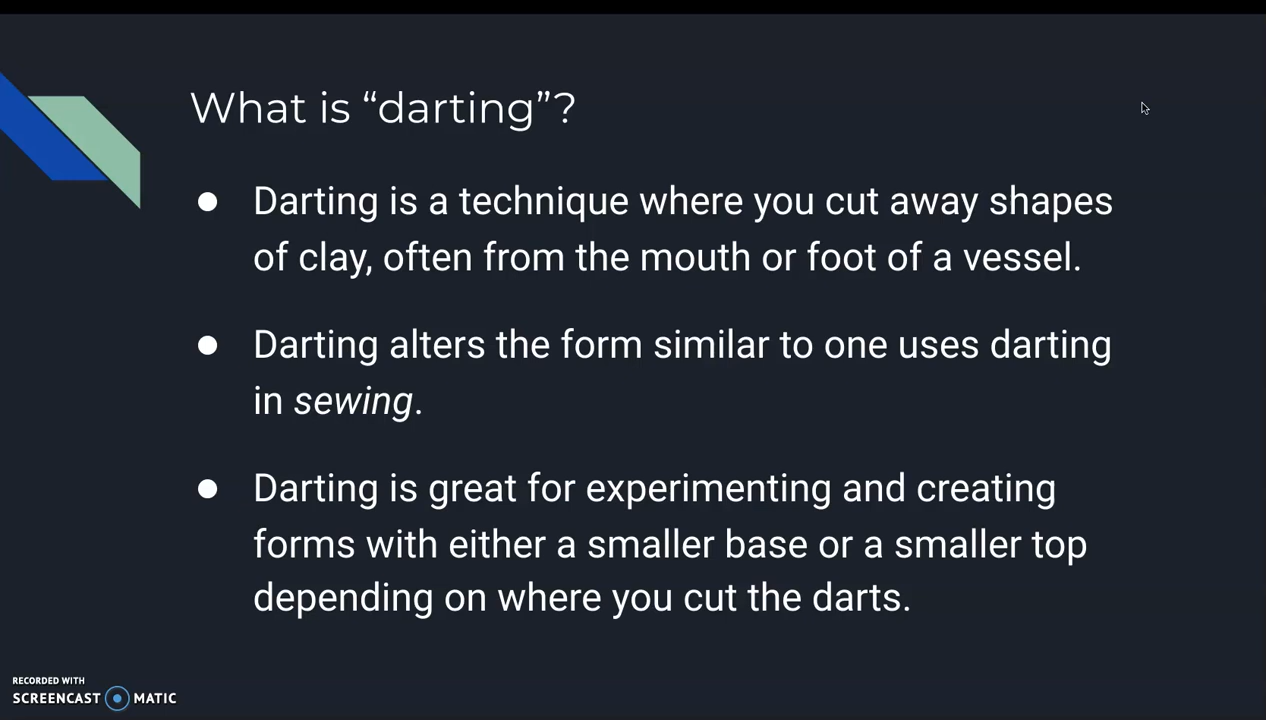 What is “darting”?
● Darting is a technique where you cut away shapes
of clay, often from the mouth or foot of a vessel.
● Darting alters the form similar to one uses darting
in sewing.
● Darting is great for experimenting and creating
forms with either a smaller base or a smaller top
depending on where you cut the darts.
RECORDED WITH
SCREENCAST MATIC